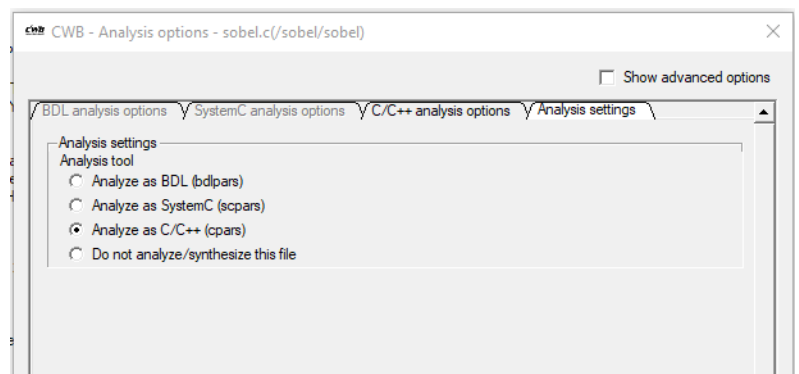 CWB CWB - Analysis options - sobel.c(/sobel/sobel)
Show advanced options
BDL analysis options SystemC analysis options C/C++ analysis options Analysis settings
Analysis settings
Analysis tool
Analyze as BDL (bdlpars)
Analyze as SystemC (scpars)
Analyze as C/C++ (cpars)
Do not analyze/synthesize this file